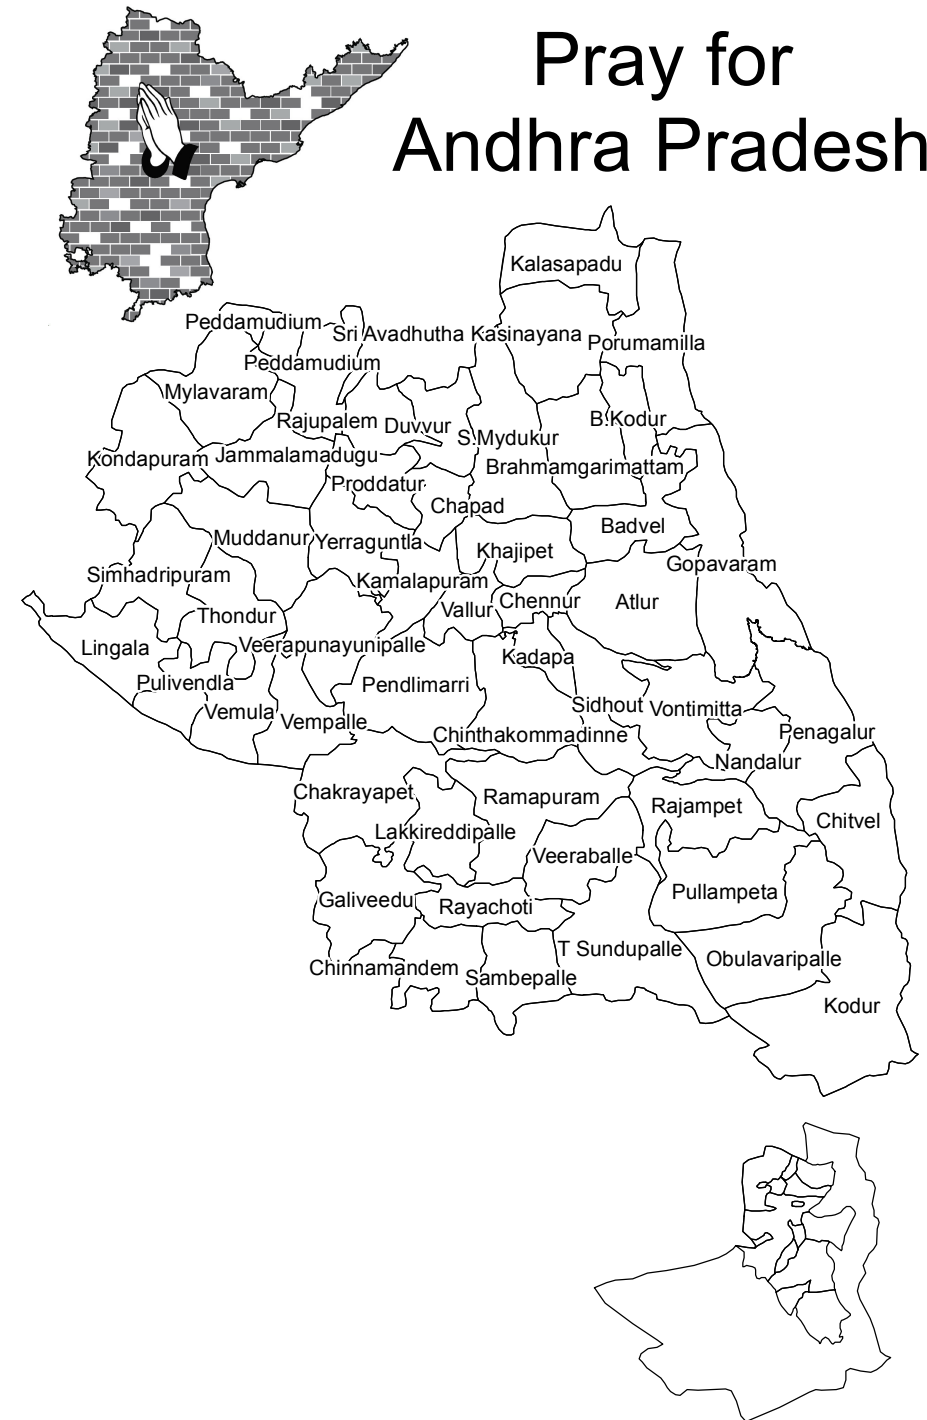 Pray for
Andhra Pradesh
Kalasapadu
Peddamudium
Sri Avadhutha Kasinayana
Porumamilla
Peddamudium
Mylavaram
Rajupalem
Duvvur
B.Kodur
S.Mydukur
Kondapuram
Jammalamadugu
Brahmamgarimattam
Proddatur
Chapad
Badvel
Muddanur
Yerraguntla
Khajipet
Gopavaram
Simhadripuram
Kamalapuram
Thondur
Vallur
Chennur
Atlur
Lingala
Veerapunayunipalle
Kadapa
Pulivendla
Pendlimarri
Vemula
Vempalle
Sidhout
Vontimitta
Chinthakommadinne
Penagalur
Nandalur
Chakrayapet
Ramapuram
Rajampet
Chitvel
Lakkireddipalle
Veeraballe
Galiveedu
Rayachoti
Pullampeta
T Sundupalle
Obulavaripalle
Chinnamandem
Sambepalle
Kodur